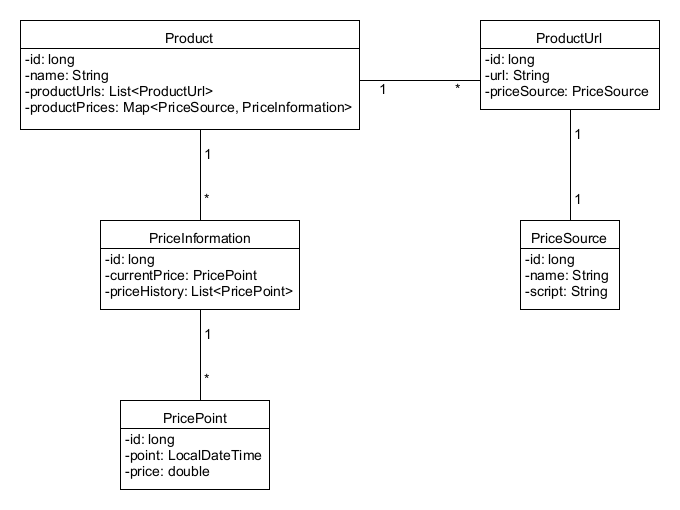 Product
-id: long
-name: String
-productUrls: List<ProductUrl>
-productPrices: Map<PriceSource, PriceInformation>
1
*
ProductUrl
-id: long
-url: String
-priceSource: PriceSource
1
*
1
1
PriceInformation
-id: long
-currentPrice: PricePoint
-priceHistory: List<PricePoint>
PriceSource
-id: long
-name: String
-script: String
1
*
PricePoint
-id: long
-point: LocalDateTime
-price: double